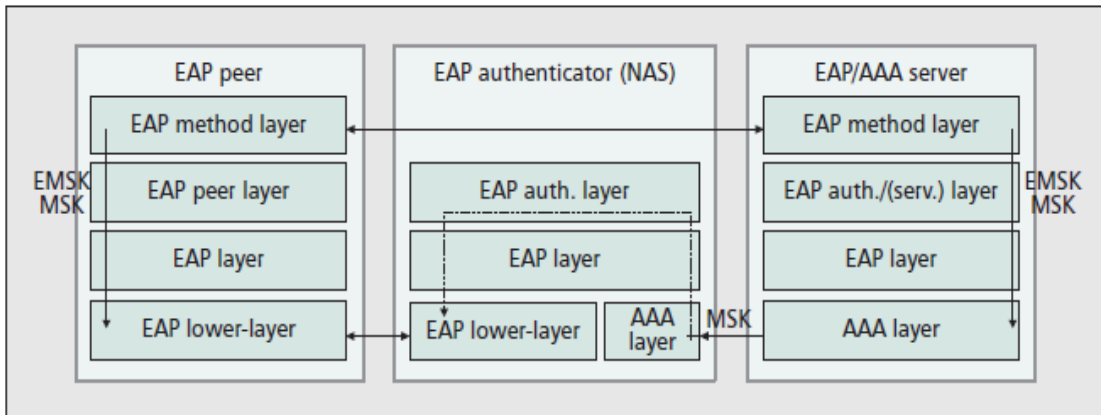 EAP peer
EAP method layer
EMSK
MSK
EAP peer layer
EAP layer
EAP lower-layer
EAP authenticator (NAS)
EAP auth. layer
EAP layer
EAP lower-layer
AAA
layer
MSK
EAP/AAA server
EAP method layer
EAP auth./(serv.) layer
EMSK
MSK
EAP layer
AAA layer